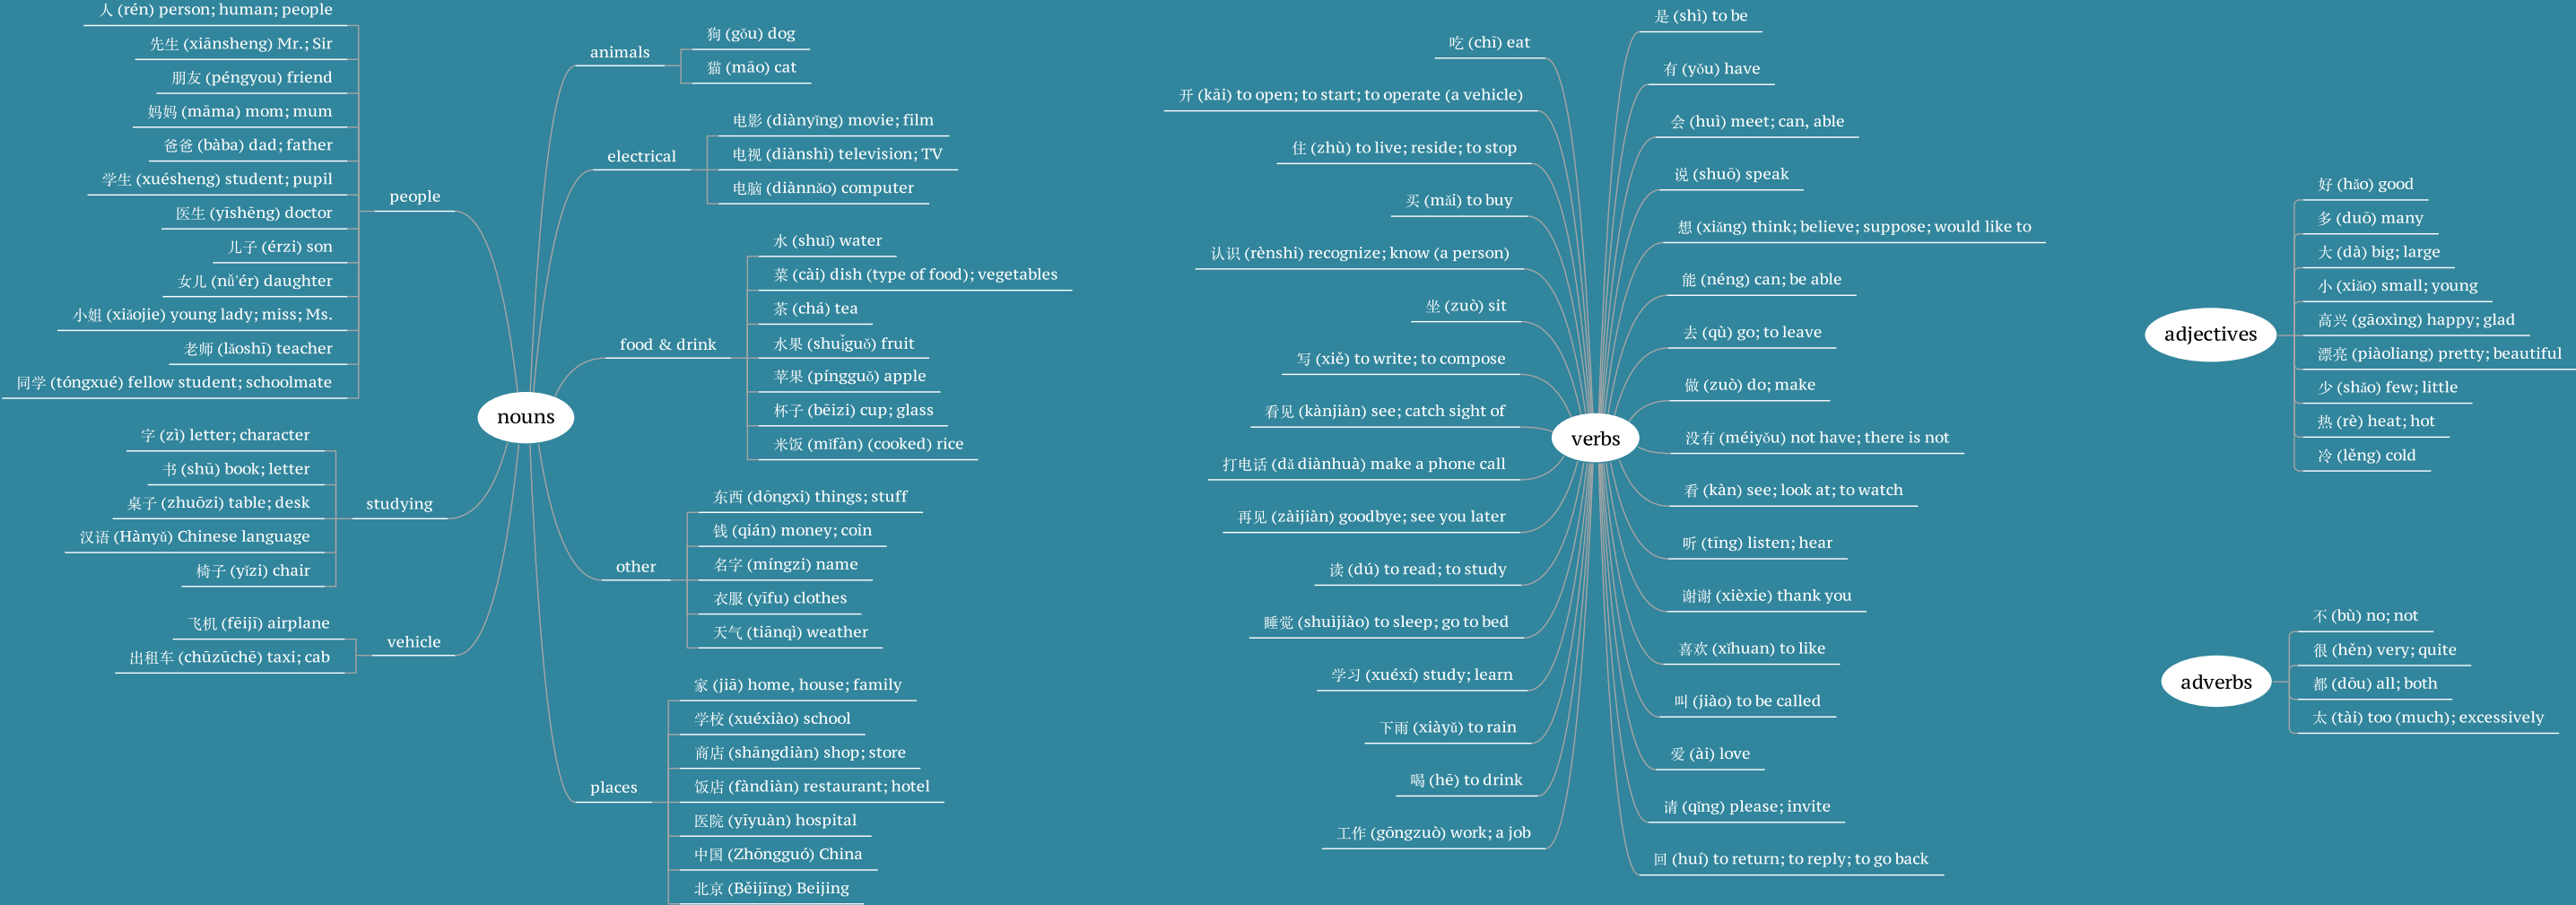 nouns
people
人 (rén) person; human; people
先生 (xiānsheng) Mr.; Sir
朋友 (péngyou) friend
妈妈 (māma) mom; mum
爸爸 (bàba) dad; father
学生 (xuésheng) student; pupil
医生 (yīshēng) doctor
儿子 (érzi) son
女儿 (nǚ'ér) daughter
小姐 (xiǎojie) young lady; miss; Ms.
老师 (lǎoshī) teacher
同学 (tóngxué) fellow student; schoolmate
studying
字 (zì) letter; character
书 (shū) book; letter
桌子 (zhuōzi) table; desk
汉语 (Hànyǔ) Chinese language
椅子 (yǐzi) chair
vehicle
飞机 (fēijī) airplane
出租车 (chūzūchē) taxi; cab
animals
狗 (gǒu) dog
猫 (māo) cat
electrical
电影 (diànyǐng) movie; film
电视 (diànshì) television; TV
电脑 (diànnǎo) computer
food & drink
水 (shuǐ) water
菜 (cài) dish (type of food); vegetables
茶 (chá) tea
水果 (shuǐguǒ) fruit
苹果 (píngguǒ) apple
杯子 (bēizi) cup; glass
米饭 (mǐfàn) (cooked) rice
other
东西 (dōngxi) things; stuff
钱 (qián) money; coin
名字 (míngzi) name
衣服 (yīfu) clothes
天气 (tiānqì) weather
places
家 (jiā) home, house; family
学校 (xuéxiào) school
商店 (shāngdiàn) shop; store
饭店 (fàndiàn) restaurant; hotel
医院 (yīyuàn) hospital
中国 (Zhōngguó) China
北京 (Běijīng) Beijing
verbs
吃 (chī) eat
开 (kāi) to open; to start; to operate (a vehicle)
住 (zhù) to live; reside; to stop
买 (mǎi) to buy
认识 (rènshi) recognize; know (a person)
坐 (zuò) sit
写 (xiě) to write; to compose
看见 (kànjiàn) see; catch sight of
打电话 (dǎ diànhuà) make a phone call
再见 (zàijiàn) goodbye; see you later
读 (dú) to read; to study
睡觉 (shuìjiào) to sleep; go to bed
学习 (xuéxí) study; learn
下雨 (xiàyǔ) to rain
喝 (hē) to drink
工作 (gōngzuò) work; a job
是 (shì) to be
有 (yǒu) have
会 (huì) meet; can, able
说 (shuō) speak
想 (xiǎng) think; believe; suppose; would like to
能 (néng) can; be able
去 (qù) go; to leave
做 (zuò) do; make
没有 (méiyǒu) not have; there is not
看 (kàn) see; look at; to watch
听 (tīng) listen; hear
谢谢 (xièxie) thank you
喜欢 (xǐhuan) to like
叫 (jiào) to be called
爱 (ài) love
请 (qǐng) please; invite
回 (huí) to return; to reply; to go back
adjectives
好 (hǎo) good
多 (duō) many
大 (dà) big; large
小 (xiǎo) small; young
高兴 (gāoxìng) happy; glad
漂亮 (piàoliang) pretty; beautiful
少 (shǎo) few; little
热 (rè) heat; hot
冷 (lěng) cold
adverbs
不 (bù) no; not
很 (hěn) very; quite
都 (dōu) all; both
太 (tài) too (much); excessively